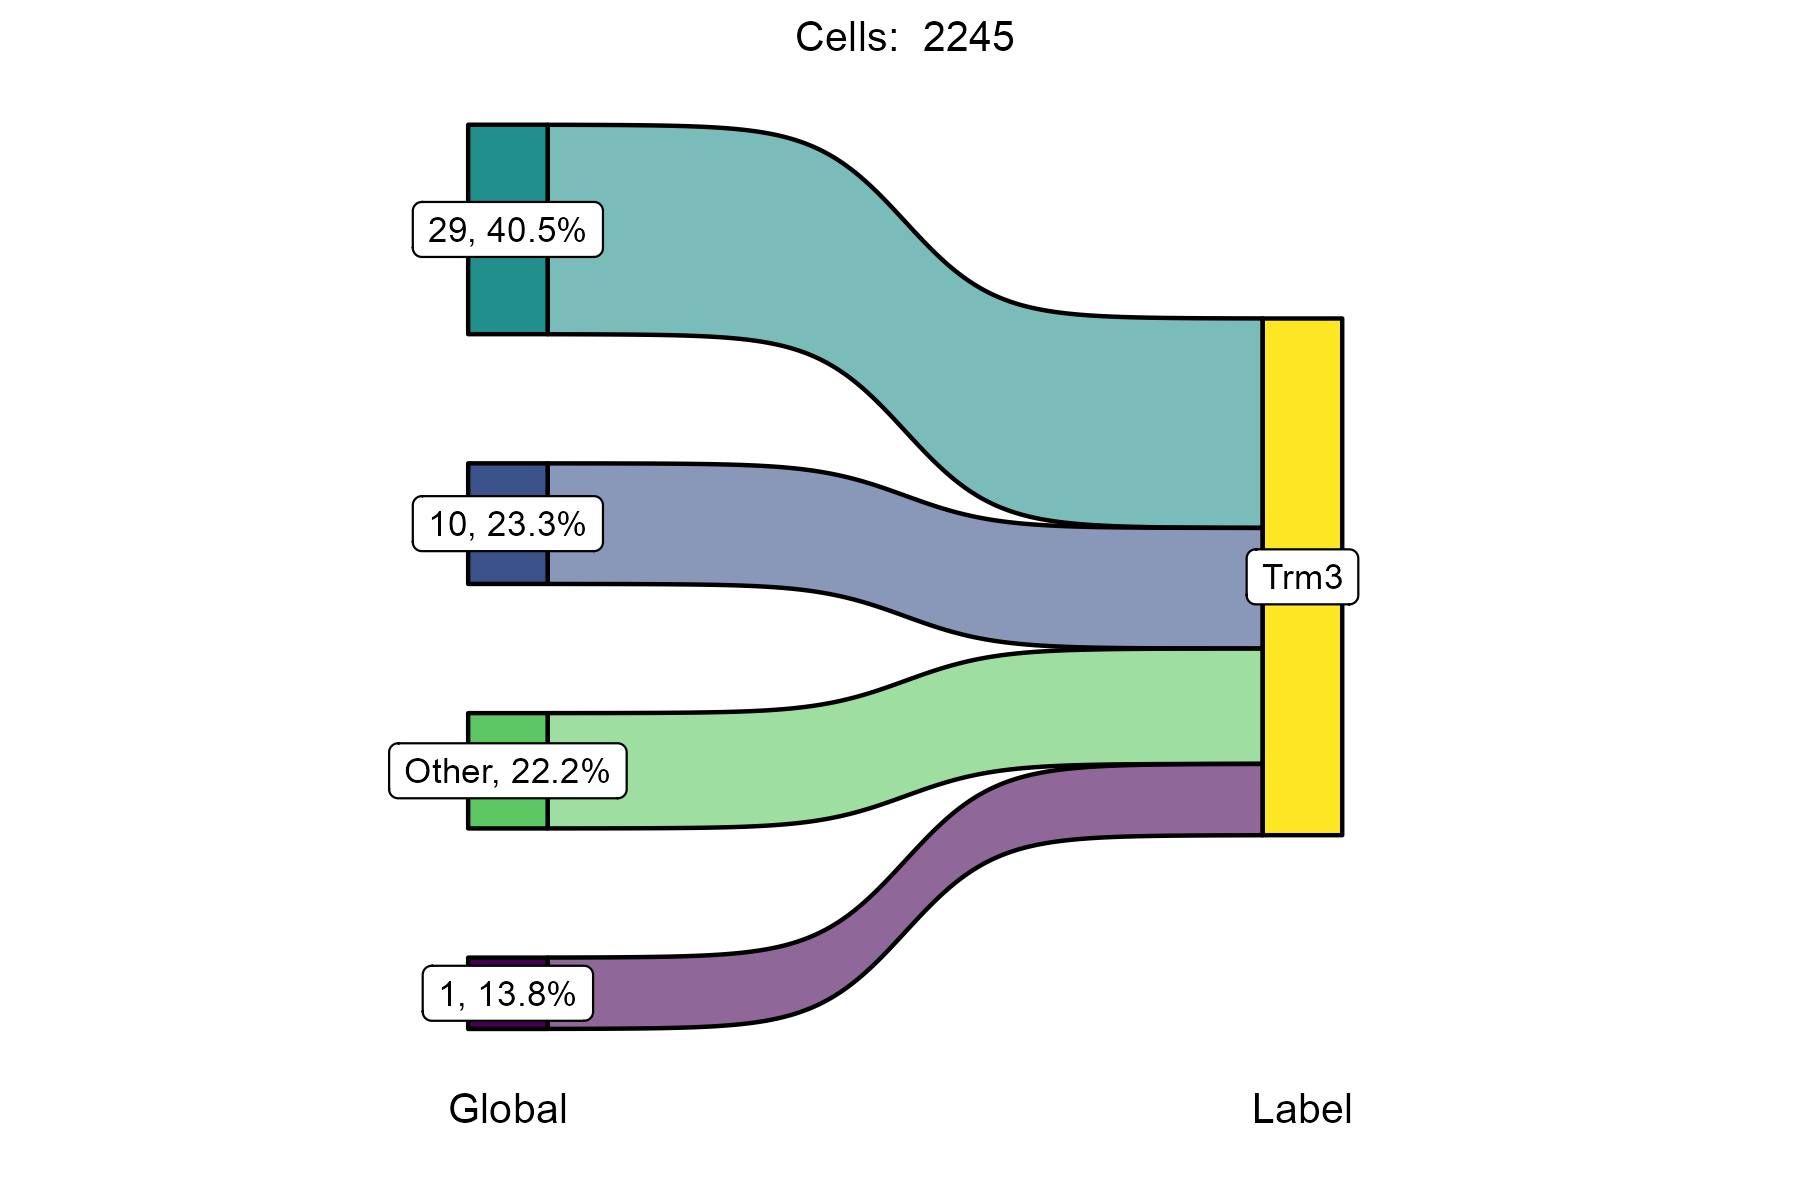 Cells:  2245
29, 40.5%
10, 23.3%
Trm3
Other, 22.2%
1, 13.8%
Global
Label